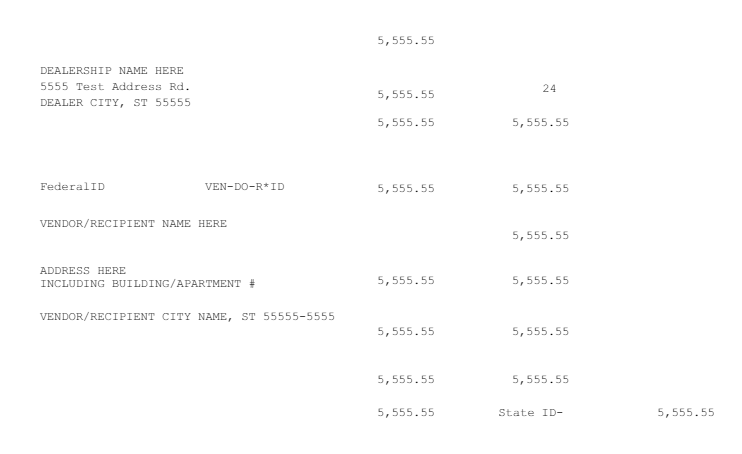 5,555.55
DEALERSHIP NAME HERE
5555 Test Address Rd.
5,555.55 24
DEALER CITY, ST 55555
5,555.55 5,555.55
FederalID VEN-DO-R*ID 5,555.55 5,555.55
VENDOR/RECIPIENT NAME HERE
5,555.55
ADDRESS HERE
INCLUDING BUILDING/APARTMENT # 5,555.55 5,555.55
VENDOR/RECIPIENT CITY NAME, ST 55555-5555
5,555.55 5,555.55
5,555.55 5,555.55
5,555.55 State ID- 5,555.55